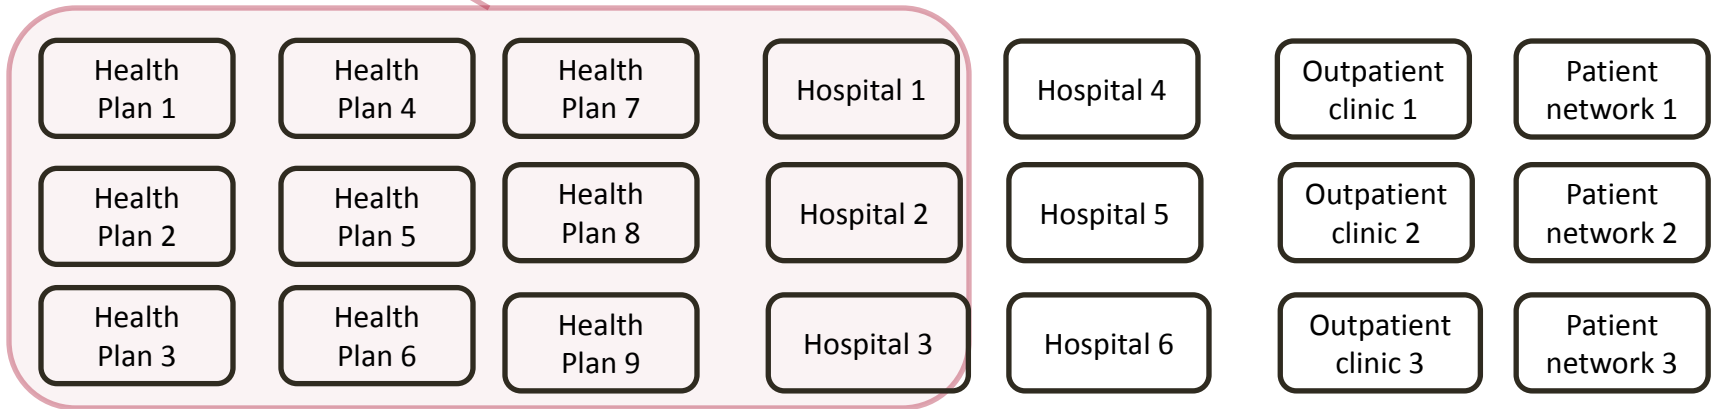 Health
Plan 1
Health
Plan 4
Health
Plan 7
Hospital 1
Hospital 4
Outpatient
clinic 1
Patient
network 1
Health
Plan 2
Health
Plan 5
Health
Plan 8
Hospital 2
Hospital 5
Outpatient
clinic 2
Patient
network 2
Health
Plan 3
Health
Plan 6
Health
Plan 9
Hospital 3
Hospital 6
Outpatient
clinic 3
Patient
network 3